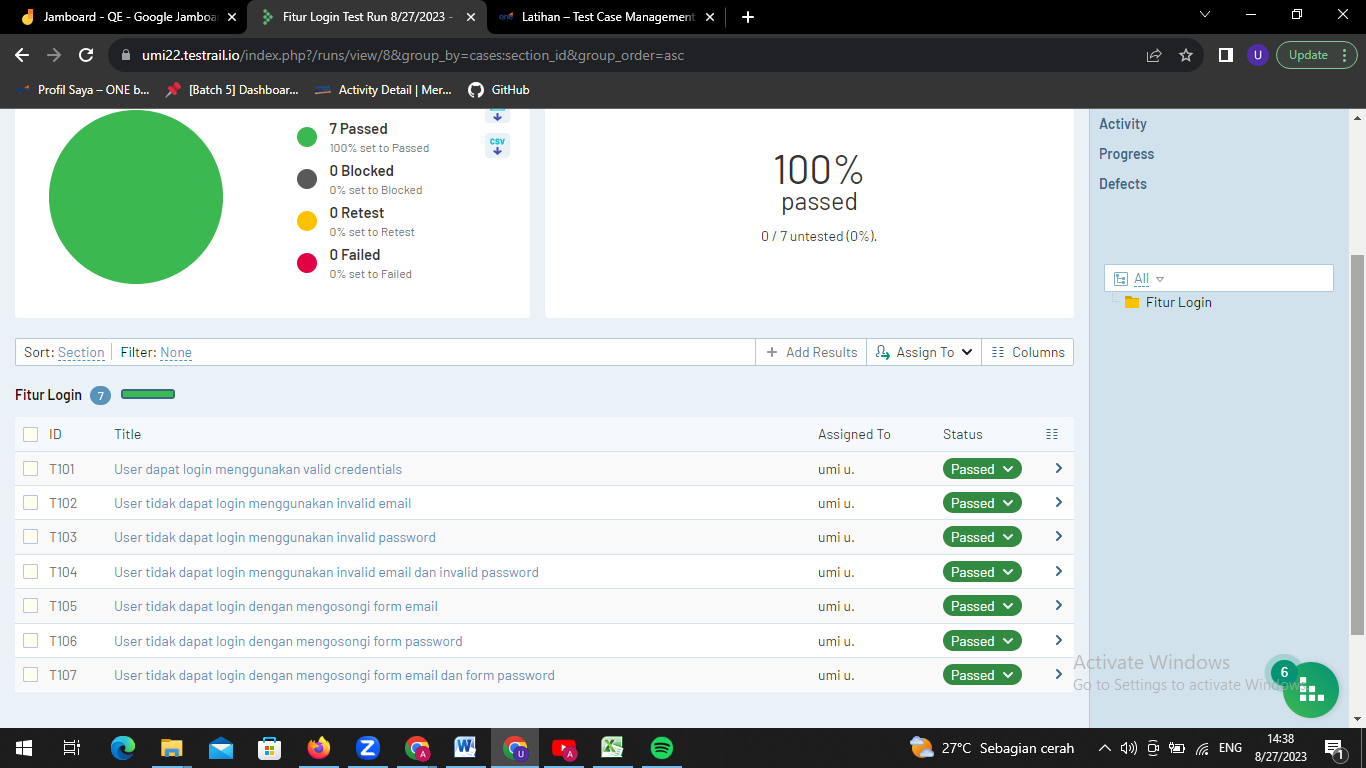 Jamboard - QE - Google Jamboa
Fitur Login Test Run 8/27/2023 -
Latihan – Test Case Management
umi22.testrail.io/index.php?/runs/view/8&group_by=cases:section_id&group_order=asc
U
Update
Profil Saya – ONE b...
[Batch 5] Dashboar...
Activity Detail | Mer...
GitHub
7 Passed
100% set to Passed
0 Blocked
0% set to Blocked
0 Retest
0% set to Retest
0 Failed
0% set to Failed
CSV
100%
passed
0 / 7 untested (0%).
Activity
Progress
Defects
All
Fitur Login
Sort: Section Filter: None
Add Results
Assign To
Columns
Fitur Login 7
ID Title Assigned To Status
T101 User dapat login menggunakan valid credentials umi u. Passed
T102 User tidak dapat login menggunakan invalid email umi u. Passed
T103 User tidak dapat login menggunakan invalid password umi u. Passed
T104 User tidak dapat login menggunakan invalid email dan invalid password umi u. Passed
T105 User tidak dapat login dengan mengosongi form email umi u. Passed
T106 User tidak dapat login dengan mengosongi form password umi u. Passed
T107 User tidak dapat login dengan mengosongi form email dan form password umi u. Passed
Activate Windows
Go to Settings to activate Windows
6
27°C Sebagian cerah
ENG
14:38
8/27/2023
1